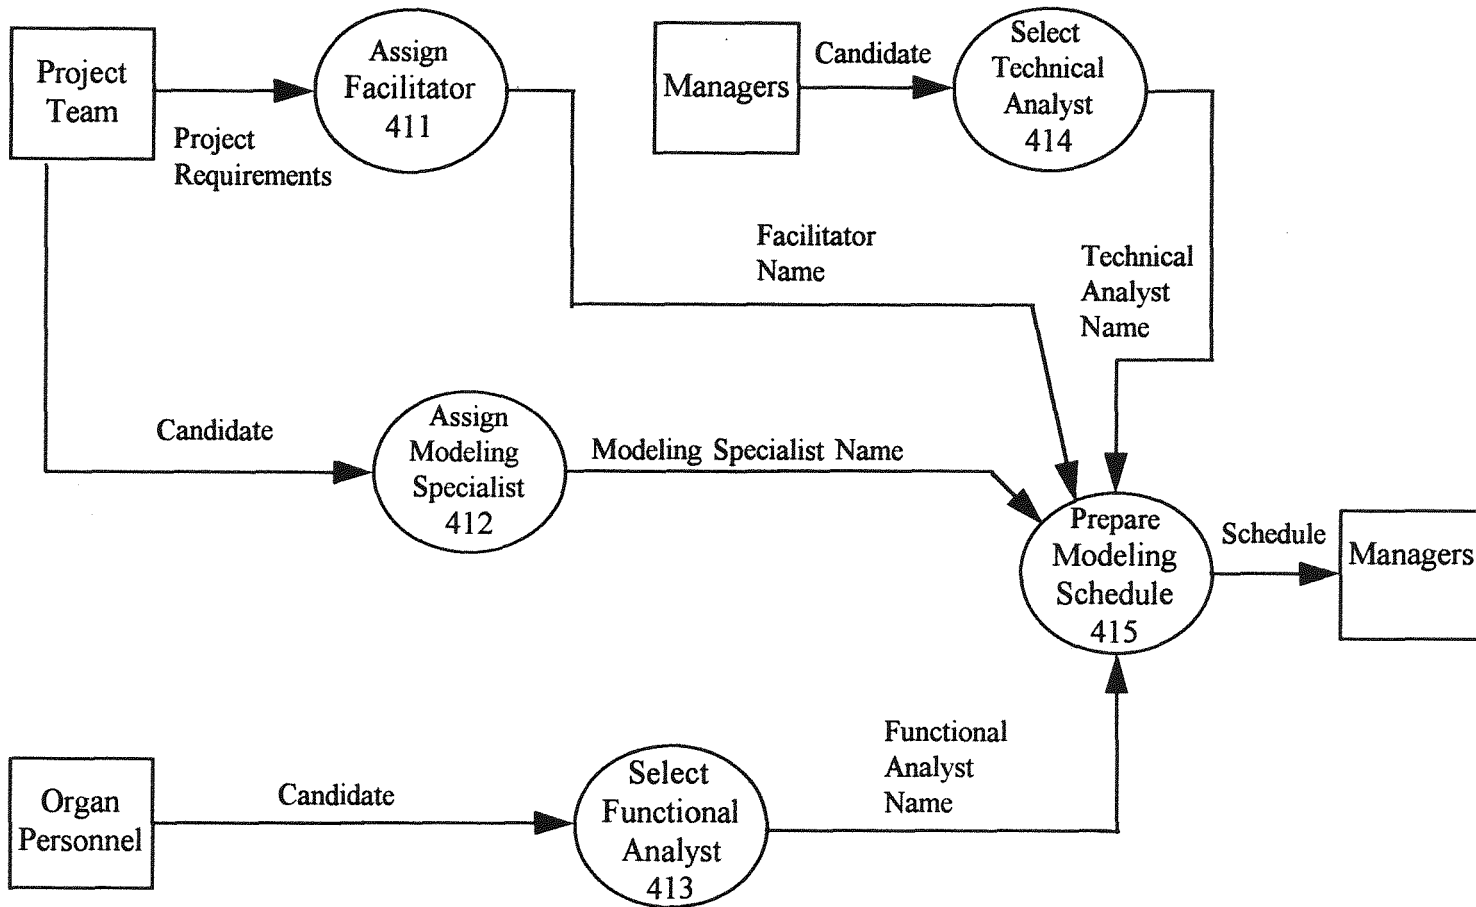 Project
Team
Project
Requirements
Assign
Facilitator
411
Managers
Candidate
Select
Technical
Analyst
414
Facilitator
Name
Technical
Analyst
Name
Candidate
Assign
Modeling
Specialist
412
Modeling Specialist Name
Prepare
Modeling
Schedule
415
Schedule
Managers
Organ
Personnel
Candidate
Select
Functional
Analyst
413
Functional
Analyst
Name